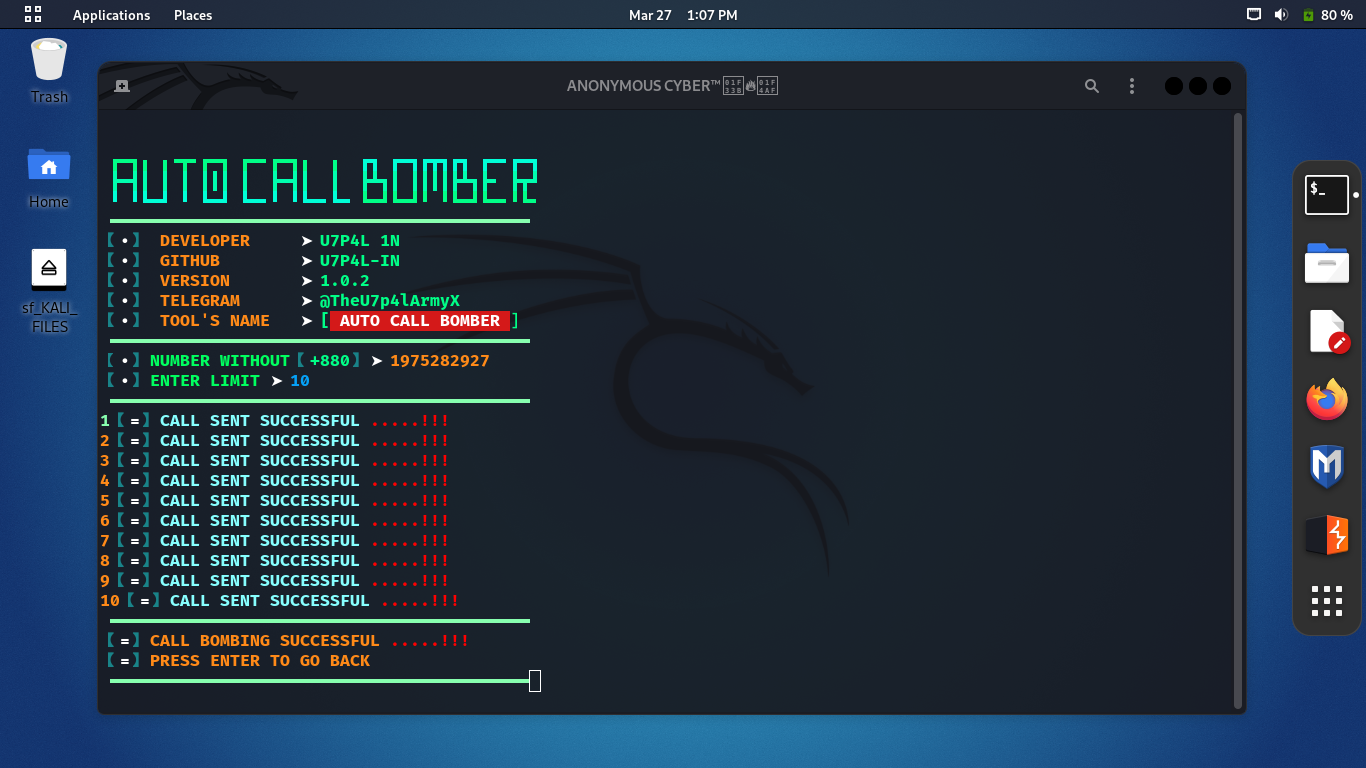 Applications Places Mar 27 1:07 PM 80 %
Trash
Home
sf_KALI_
FILES
ANONYMOUS CYBER™ 01F33B🔥01F4AF
AUTO CALL BOMBER
【•】 DEVELOPER ➤ U7P4L 1N
【•】 GITHUB ➤ U7P4L-IN
【•】 VERSION ➤ 1.0.2
【•】 TELEGRAM ➤ @TheU7p4lArmyX
【•】 TOOL'S NAME ➤ [ AUTO CALL BOMBER ]
【•】NUMBER WITHOUT【+880】➤ 1975282927
【•】ENTER LIMIT ➤ 10
1【=】CALL SENT SUCCESSFUL .....!!!
2【=】CALL SENT SUCCESSFUL .....!!!
3【=】CALL SENT SUCCESSFUL .....!!!
4【=】CALL SENT SUCCESSFUL .....!!!
5【=】CALL SENT SUCCESSFUL .....!!!
6【=】CALL SENT SUCCESSFUL .....!!!
7【=】CALL SENT SUCCESSFUL .....!!!
8【=】CALL SENT SUCCESSFUL .....!!!
9【=】CALL SENT SUCCESSFUL .....!!!
10【=】CALL SENT SUCCESSFUL .....!!!
【=】CALL BOMBING SUCCESSFUL .....!!!
【=】PRESS ENTER TO GO BACK
$_